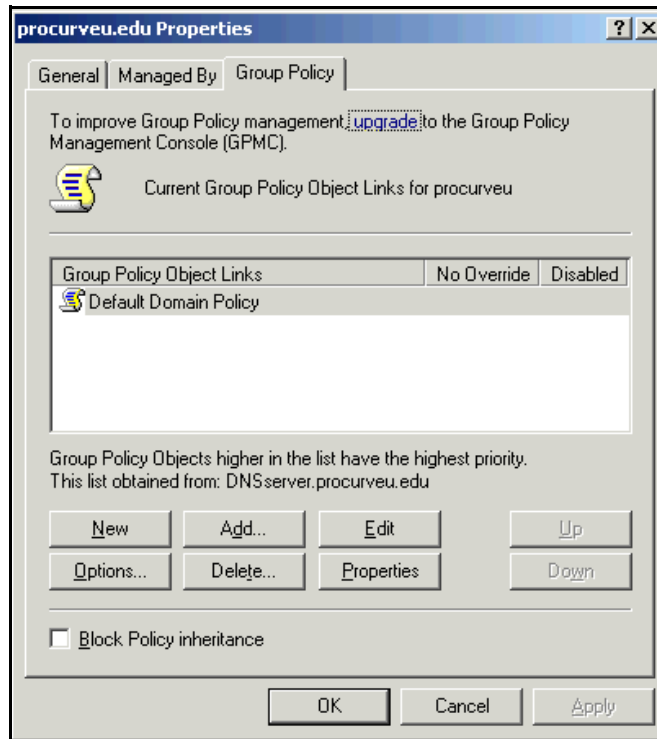 procurveu.edu Properties
General
Managed By
Group Policy
To improve Group Policy management, upgrade to the Group Policy
Management Console (GPMC).
Current Group Policy Object Links for procurveu
Group Policy Object Links
No Override
Disabled
Default Domain Policy
Group Policy Objects higher in the list have the highest priority.
This list obtained from: DNSserver.procurveu.edu
New
Add...
Edit
Up
Options...
Delete...
Properties
Down
Block Policy inheritance
OK
Cancel
Apply